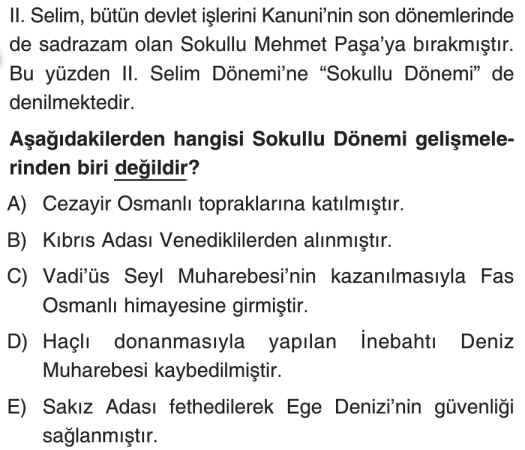 II. Selim, bütün devlet işlerini Kanuni’nin son dönemlerinde
de sadrazam olan Sokullu Mehmet Paşa’ya bırakmıştır.
Bu yüzden II. Selim Dönemi’ne “Sokullu Dönemi” de
denilmektedir.
Aşağıdakilerden hangisi Sokullu Dönemi gelişmele-
rinden biri değildir?
A) Cezayir Osmanlı topraklarına katılmıştır.
B) Kıbrıs Adası Venediklilerden alınmıştır.
C) Vadi’üs Seyl Muharebesi’nin kazanılmasıyla Fas
Osmanlı himayesine girmiştir.
D) Haçlı donanmasıyla yapılan İnebahtı Deniz
Muharebesi kaybedilmiştir.
E) Sakız Adası fethedilerek Ege Denizi’nin güvenliği
sağlanmıştır.